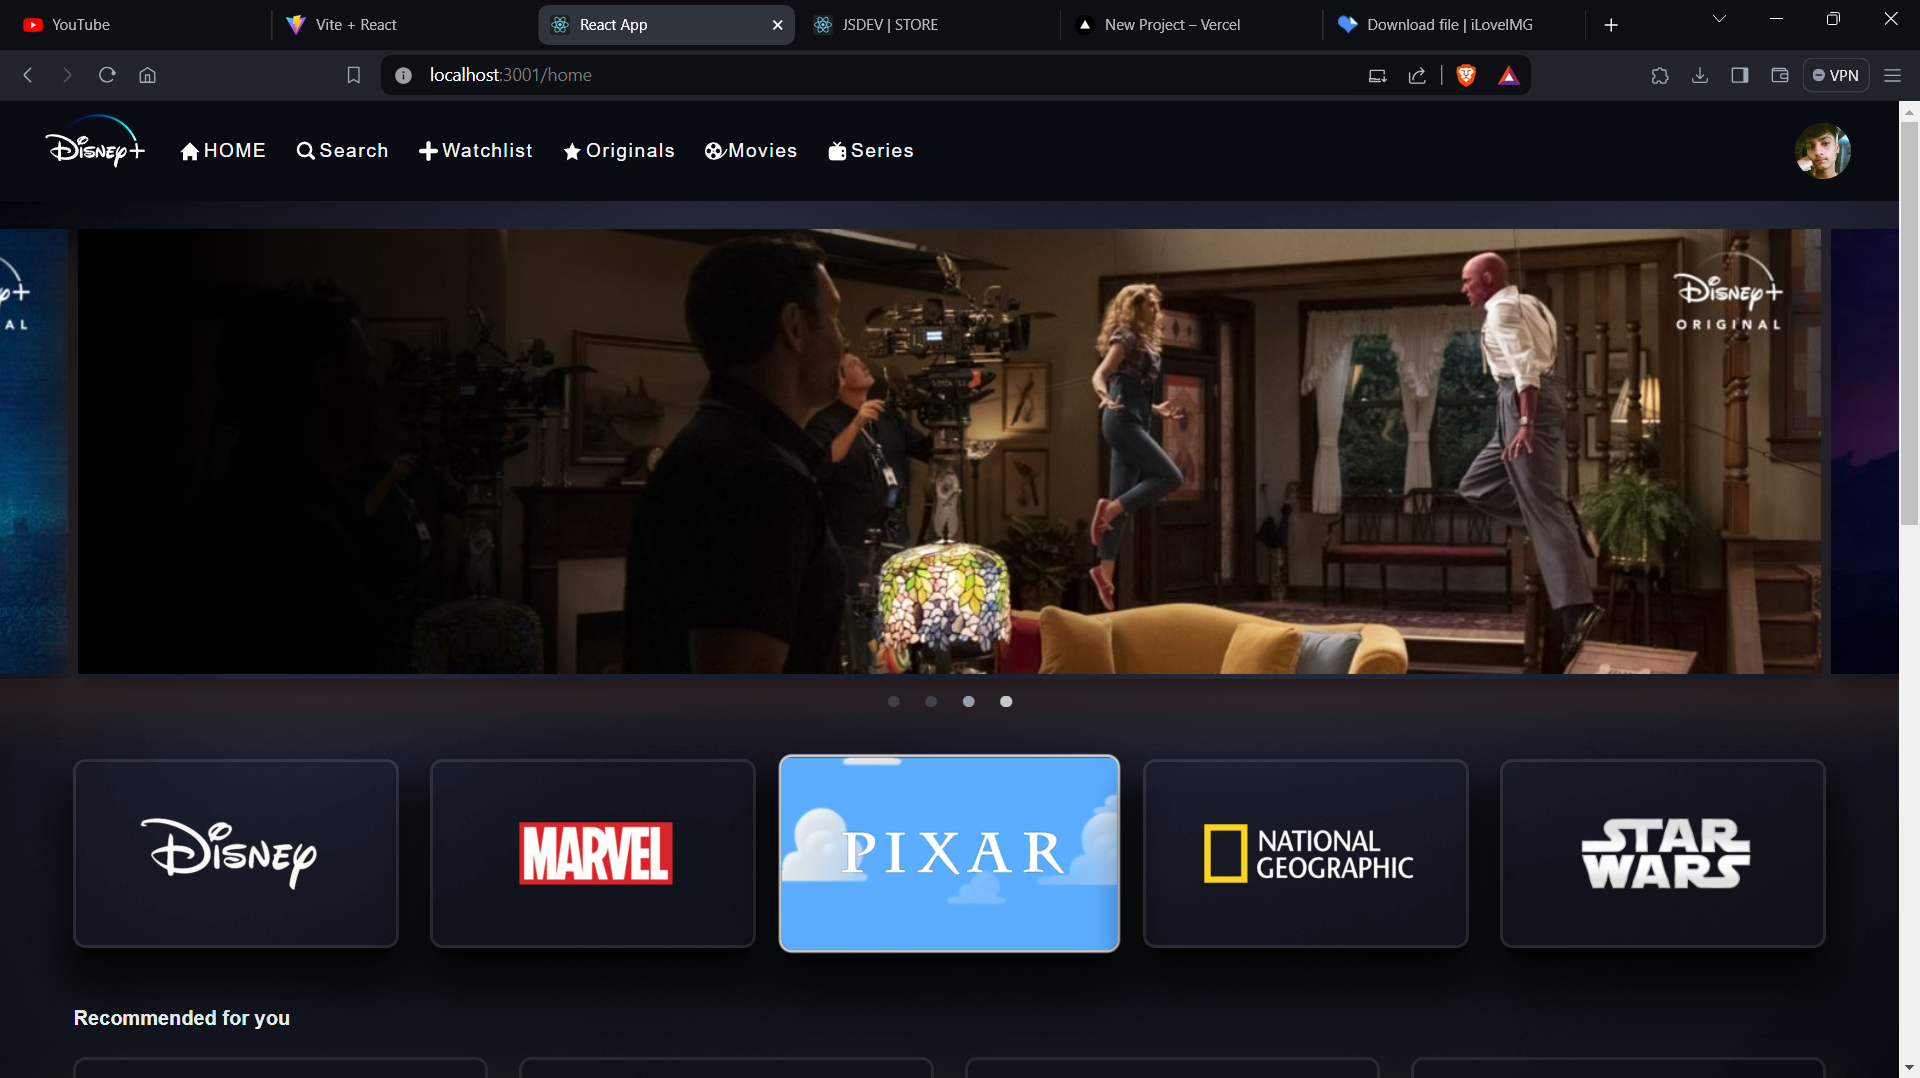 YouTube
Vite + React
React App
JSDEV | STORE
New Project – Vercel
Download file | iLoveIMG
localhost:3001/home
VPN
Disney+
HOME
Search
Watchlist
Originals
Movies
Series
y+
AL
Disney+
ORIGINAL
Disney
MARVEL
PIXAR
NATIONAL
GEOGRAPHIC
STAR
WARS
Recommended for you